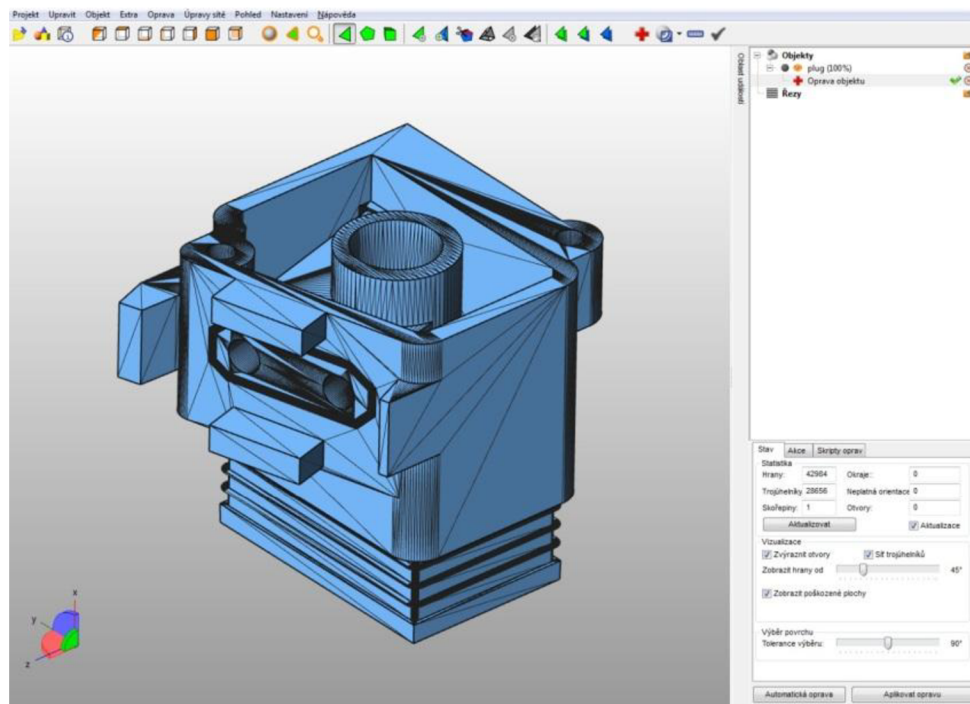 Projekt Upravit Objekt Extra Oprava Úpravy sítě Pohled Nastavení Nápověda
Oblast událostí
Objekty
plug (100%)
Oprava objektu
Řezy
Stav Akce Skripty oprav
Statistika
Hrany: 42984 Okraje: 0
Trojúhelníky 28656 Neplatná orientace 0
Skořepiny: 1 Otvory: 0
Aktualizovat Aktualizace
Vizualizace
Zvýraznit otvory Síť trojúhelníků
Zobrazit hrany od 45°
Zobrazit poškozené plochy
Výběr povrchu
Tolerance výběru: 90°
Automatická oprava Aplikovat opravu
x
y
z